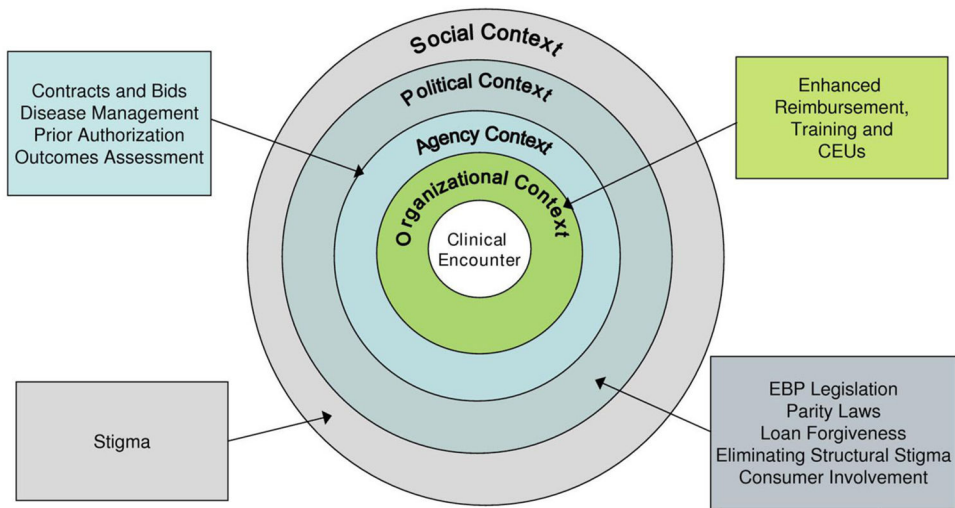 Social Context
Political Context
Agency Context
Organizational Context
Clinical
Encounter
Contracts and Bids
Disease Management
Prior Authorization
Outcomes Assessment
Enhanced
Reimbursement,
Training and
CEUs
Stigma
EBP Legislation
Parity Laws
Loan Forgiveness
Eliminating Structural Stigma
Consumer Involvement